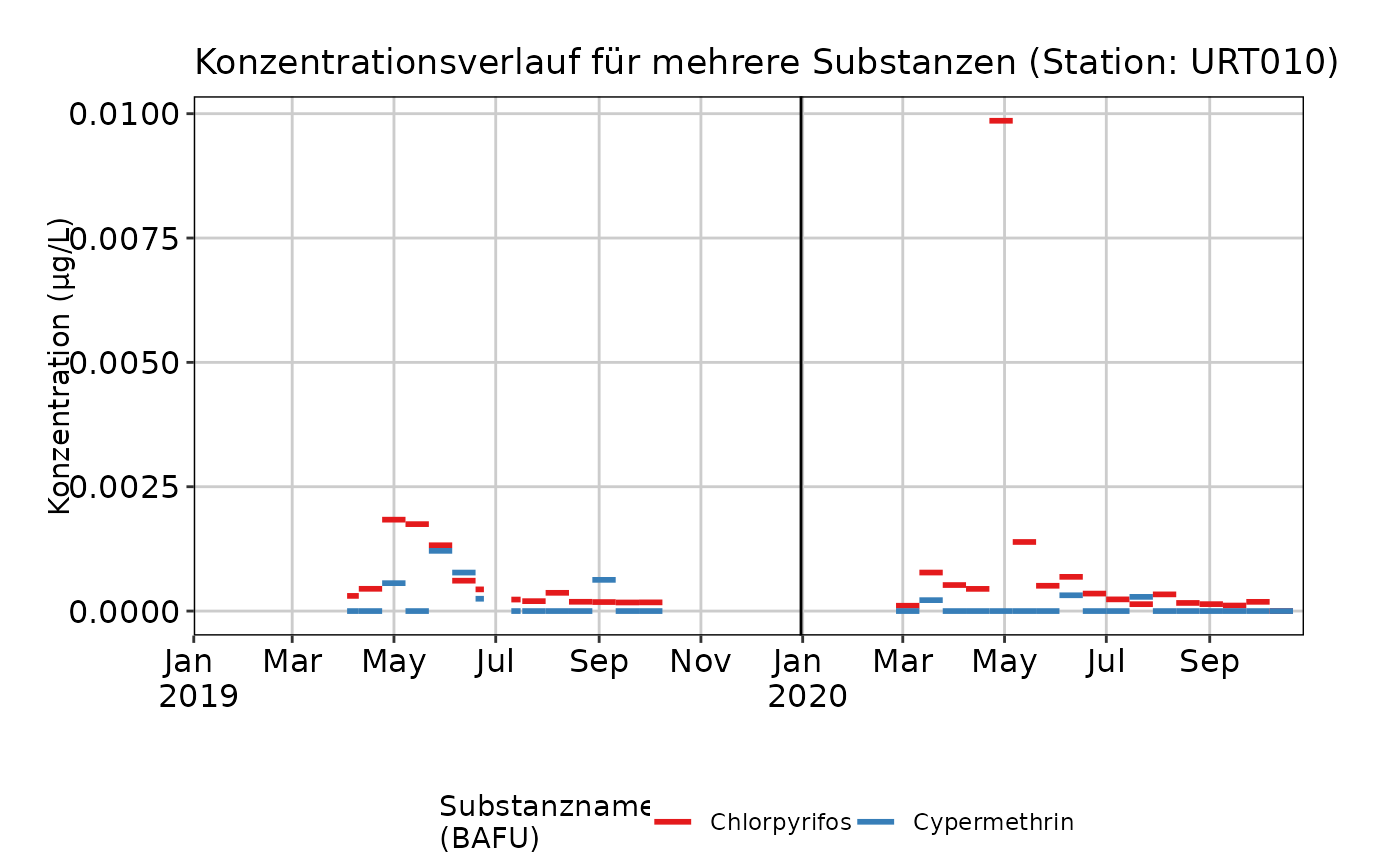 Konzentrationsverlauf für mehrere Substanzen (Station: URT010)
Konzentration (µg/L)
0.0100
0.0075
0.0050
0.0025
0.0000
Jan Mar May Jul Sep Nov Jan Mar May Jul Sep
2019 2020
Substanzname Chlorpyrifos Cypermethrin
(BAFU)